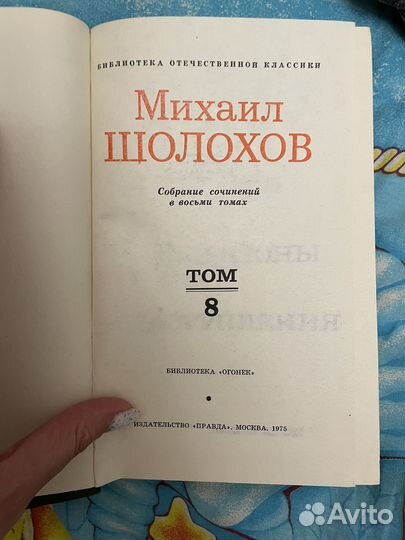 БИБЛИОТЕКА ОТЕЧЕСТВЕННОЙ КЛАССИКИ
Михаил
ШОЛОХОВ
Собрание сочинений
в восьми томах
ТОМ
8
БИБЛИОТЕКА «ОГОНЕК»
ИЗДАТЕЛЬСТВО «ПРАВДА». МОСКВА. 1975
Avito